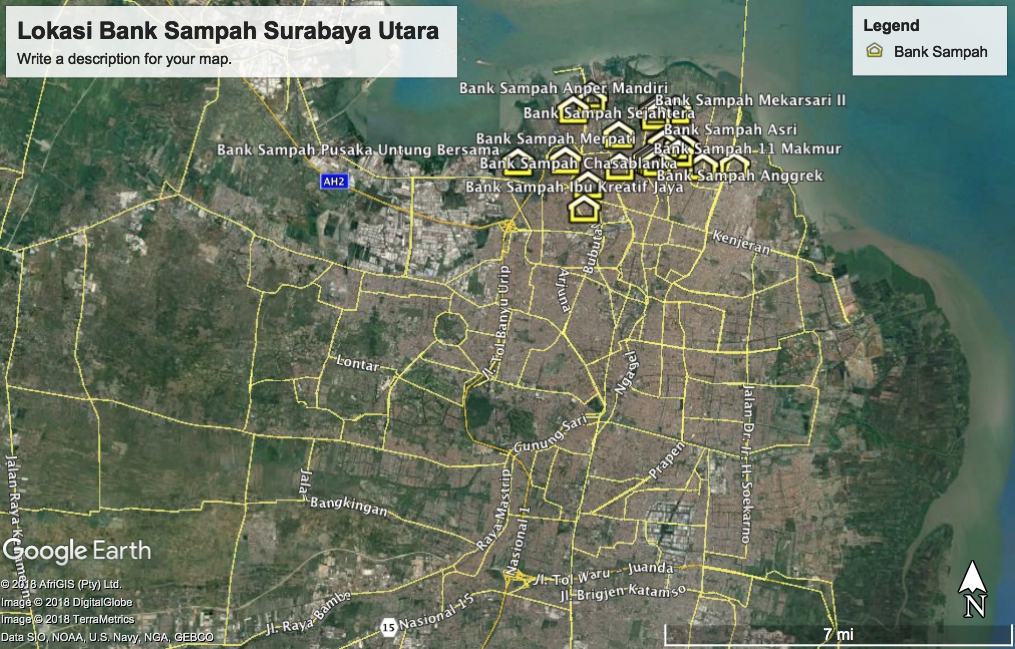 Lokasi Bank Sampah Surabaya Utara
Write a description for your map.
Legend
Bank Sampah
Bank Sampah Anper Mandiri
Bank Sampah Mekarsari II
Bank Sampah Sejahtera
Bank Sampah Asri
Bank Sampah Merpati
Bank Sampah 11 Makmur
Bank Sampah Pusaka Untung Bersama
Bank Sampah Chasablanka
Bank Sampah Anggrek
AH2
Bank Sampah Ibu Kreatif Jaya
Kenjeran
Bubuta
Arjuna
Jl. Tol Banyu Urip
Lontar
Ngagel
Jalan Dr. Ir. H. Soekarno
Gunung Sari
Prapen
Jala
Bangkingan
Raya Mastrip
Nasional 1
Google Earth
Jl. Tol Waru - Juanda
Jl. Brigjen Katamso
Jl. Raya Bambe
15
Nasional 15
N
© 2018 AfriGIS (Pty) Ltd.
Image © 2018 DigitalGlobe
Image © 2018 TerraMetrics
Data SIO, NOAA, U.S. Navy, NGA, GEBCO
7 mi